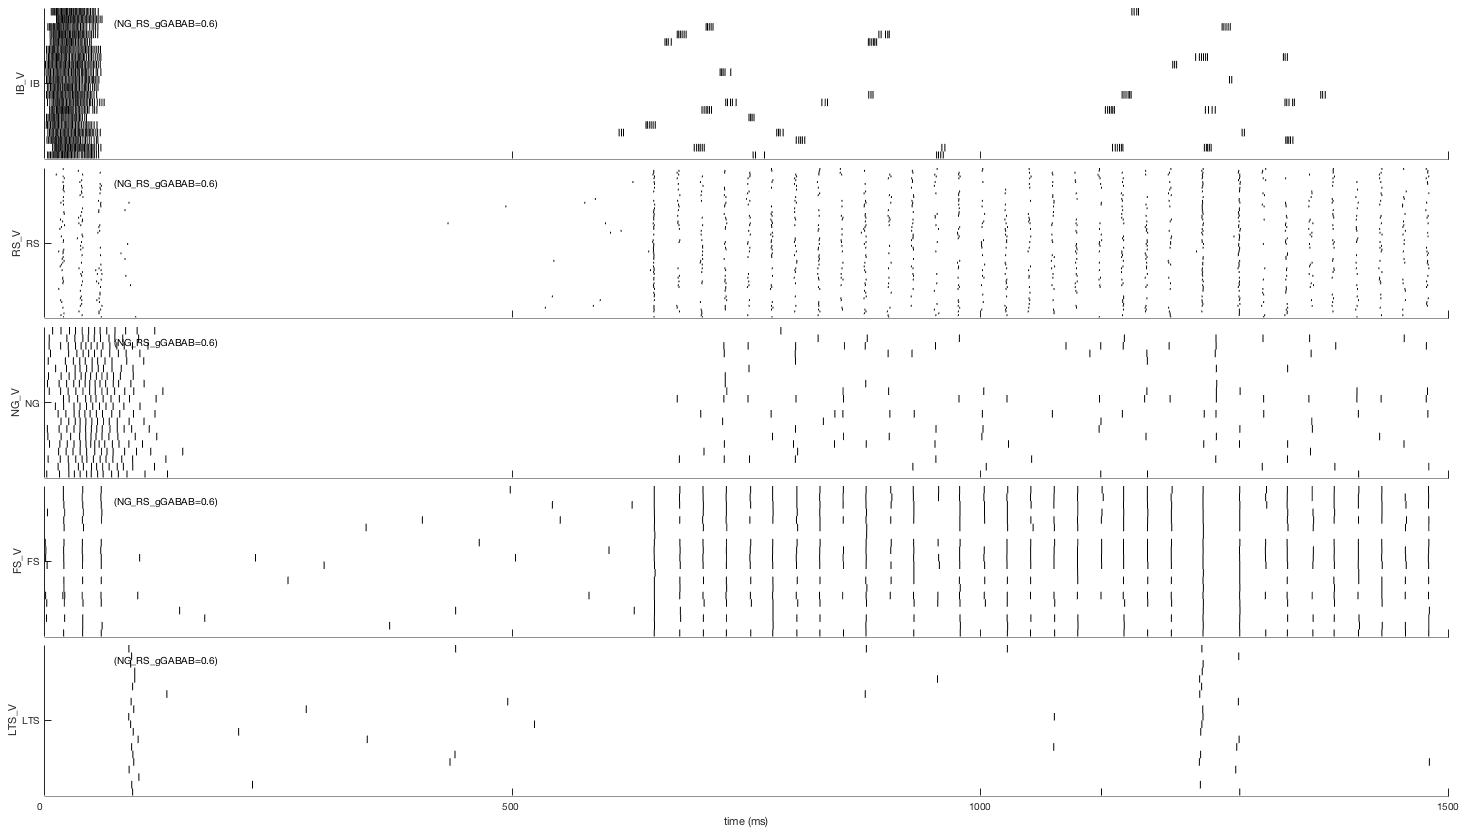 (NG_RS_gGABAB=0.6)
IB_V
IB
(NG_RS_gGABAB=0.6)
RS_V
RS
(NG_RS_gGABAB=0.6)
NG_V
NG
(NG_RS_gGABAB=0.6)
FS_V
FS
(NG_RS_gGABAB=0.6)
LTS_V
LTS
0 500 1000 1500
time (ms)